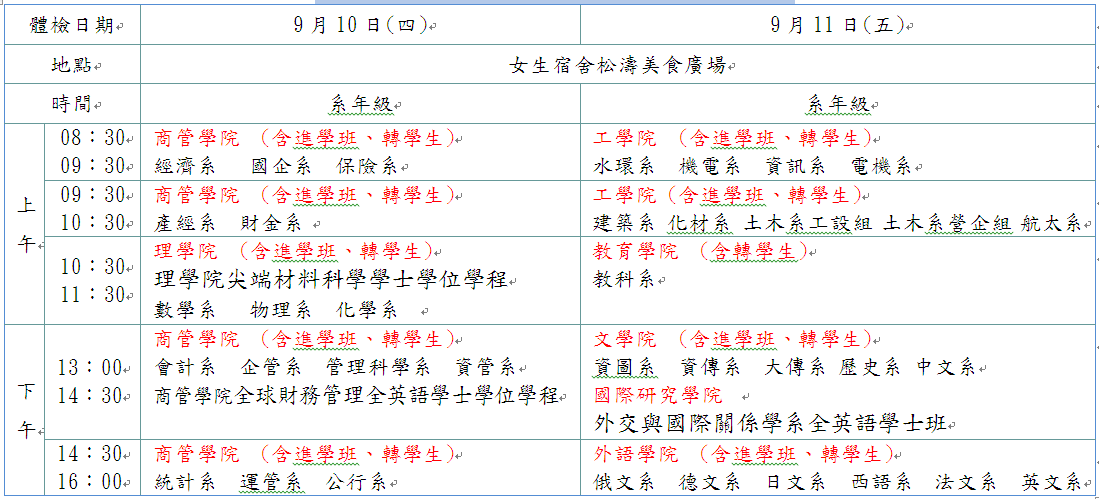 體檢日期 9月10日(四) 9月11日(五)
地點 女生宿舍松濤美食廣場
時間 系年級 系年級
上午
08：30 商管學院 (含進學班、轉學生) 工學院 (含進學班、轉學生)
09：30 經濟系 國企系 保險系 水環系 機電系 資訊系 電機系
09：30 商管學院 (含進學班、轉學生) 工學院 (含進學班、轉學生)
10：30 產經系 財金系 建築系 化材系 土木系工設組 土木系營企組 航太系
理學院 (含進學班、轉學生) 教育學院 (含轉學生)
10：30 理學院尖端材料科學學士學位學程 教科系
11：30 數學系 物理系 化學系
下午
商管學院 (含進學班、轉學生) 文學院 (含進學班、轉學生)
13：00 會計系 企管系 管理科學系 資管系 資圖系 資傳系 大傳系 歷史系 中文系
14：30 商管學院全球財務管理全英語學士學位學程 國際研究學院
外交與國際關係學系全英語學士班
14：30 商管學院 (含進學班、轉學生) 外語學院 (含進學班、轉學生)
16：00 統計系 運管系 公行系 俄文系 德文系 日文系 西語系 法文系 英文系